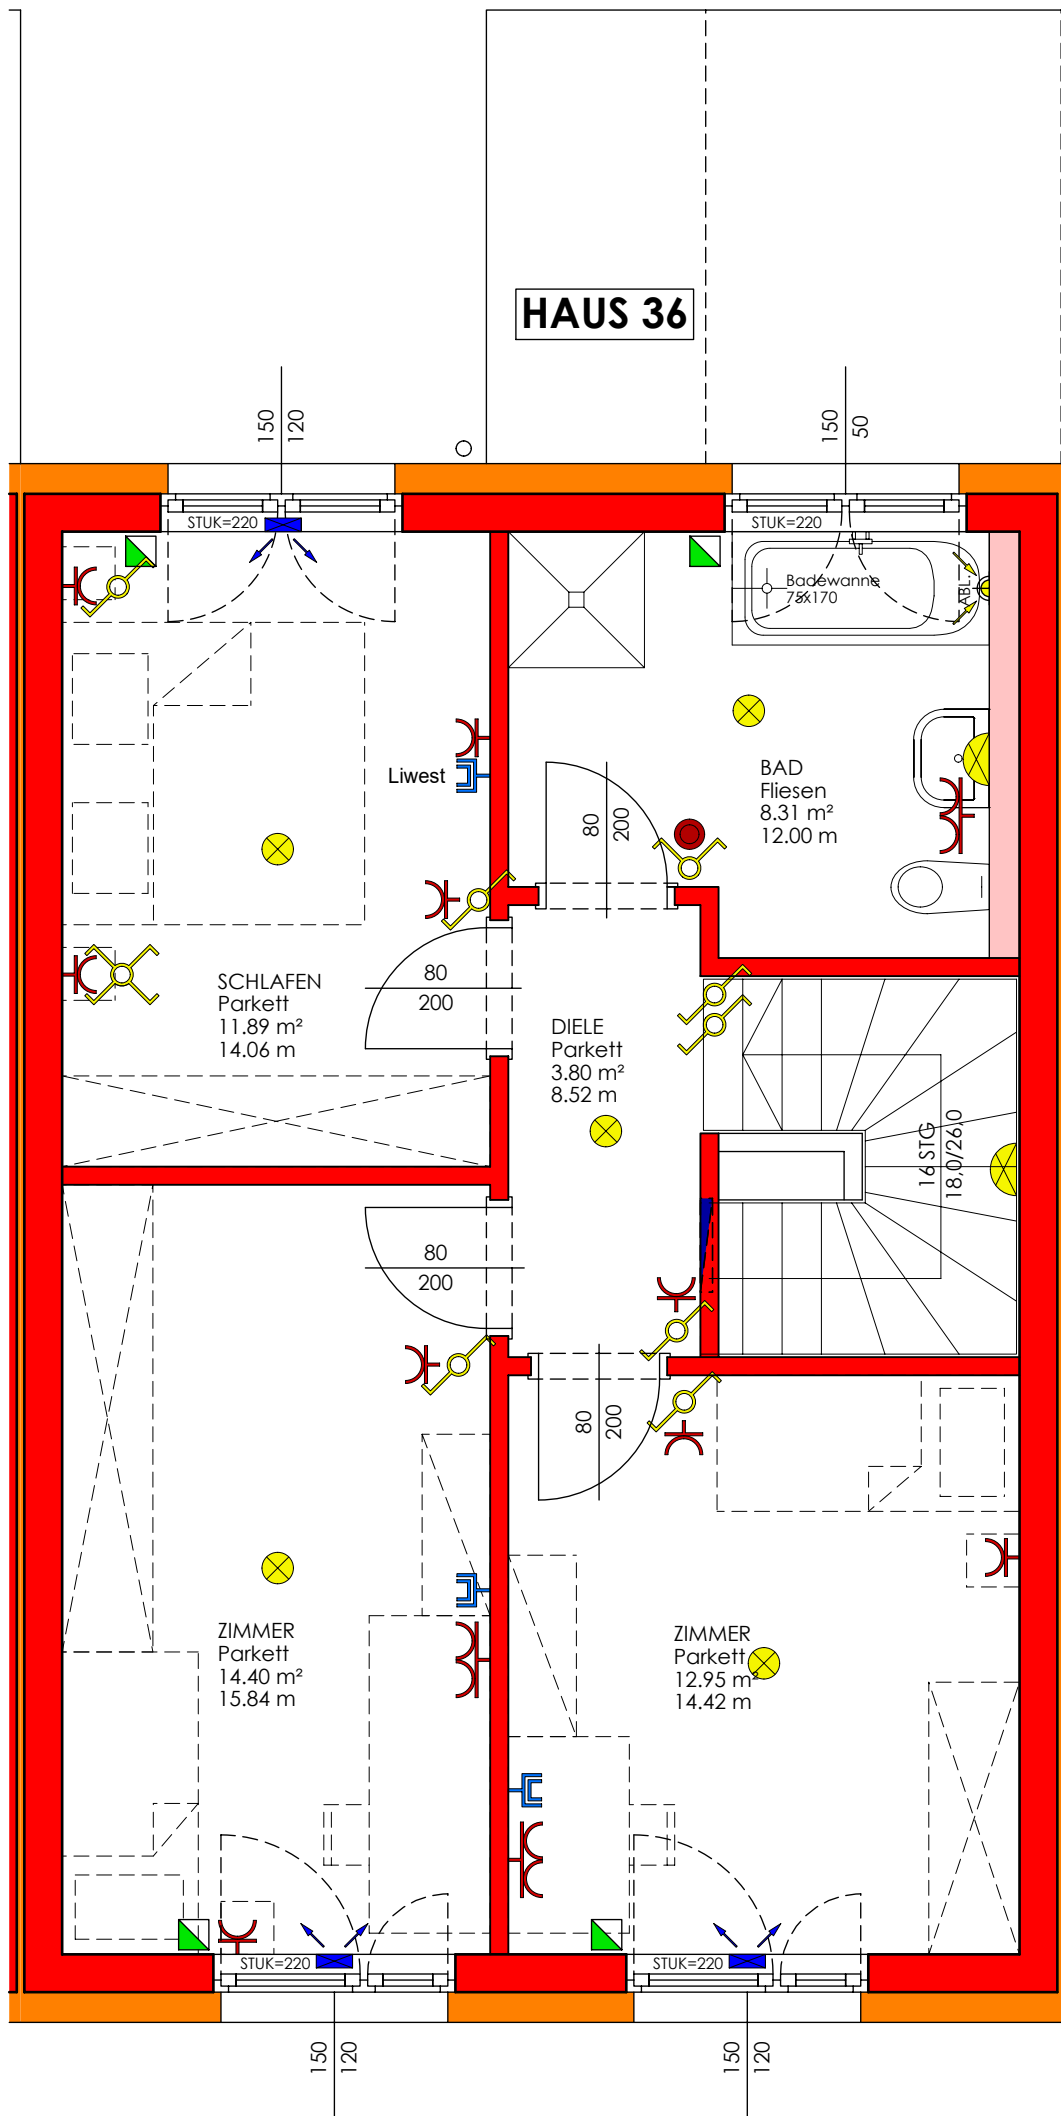 HAUS 36
150
120
150
50
STUK=220
STUK=220
Badewanne
75x170
ABL.
Liwest
BAD
Fliesen
8.31 m²
12.00 m
80
200
SCHLAFEN
Parkett
11.89 m²
14.06 m
80
200
DIELE
Parkett
3.80 m²
8.52 m
16 STG
18,0/26,0
80
200
80
200
ZIMMER
Parkett
14.40 m²
15.84 m
ZIMMER
Parkett
12.95 m²
14.42 m
STUK=220
STUK=220
150
120
150
120